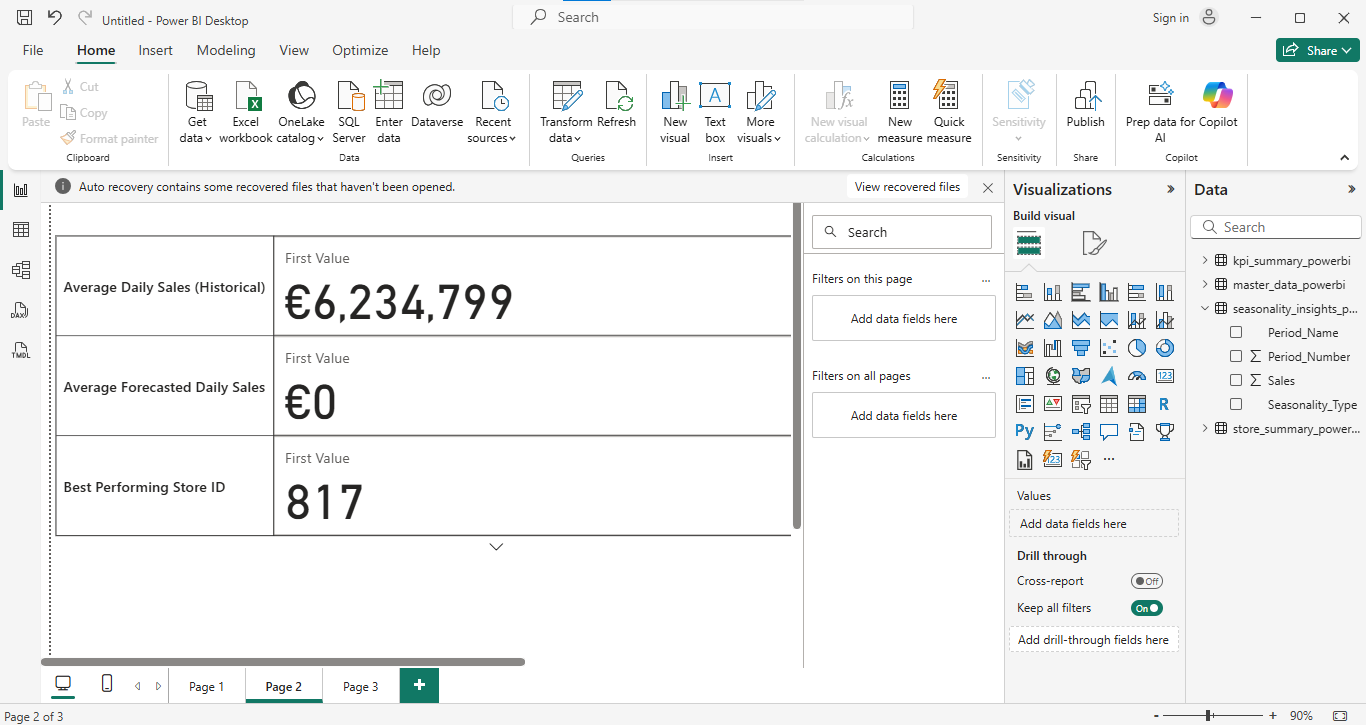 Untitled - Power BI Desktop
Search
Sign in
File Home Insert Modeling View Optimize Help
Share
Paste
Cut
Copy
Format painter
Clipboard
Get data
Excel workbook
OneLake catalog
SQL Server
Enter data
Dataverse
Recent sources
Data
Transform data
Refresh
Queries
New visual
Text box
More visuals
Insert
New visual calculation
New measure
Quick measure
Calculations
Sensitivity
Sensitivity
Publish
Share
Prep data for AI
Copilot
Copilot
Auto recovery contains some recovered files that haven't been opened.
View recovered files
Average Daily Sales (Historical)
First Value
€6,234,799
Average Forecasted Daily Sales
First Value
€0
Best Performing Store ID
First Value
817
Search
Filters on this page
...
Add data fields here
Filters on all pages
...
Add data fields here
Visualizations
Build visual
123
R
Py
123
...
Values
Add data fields here
Drill through
Cross-report
Off
Keep all filters
On
Add drill-through fields here
Data
Search
kpi_summary_powerbi
master_data_powerbi
seasonality_insights_p...
Period_Name
Period_Number
Sales
Seasonality_Type
store_summary_power...
DAX
TMDL
Page 1
Page 2
Page 3
+
Page 2 of 3
- + 90%